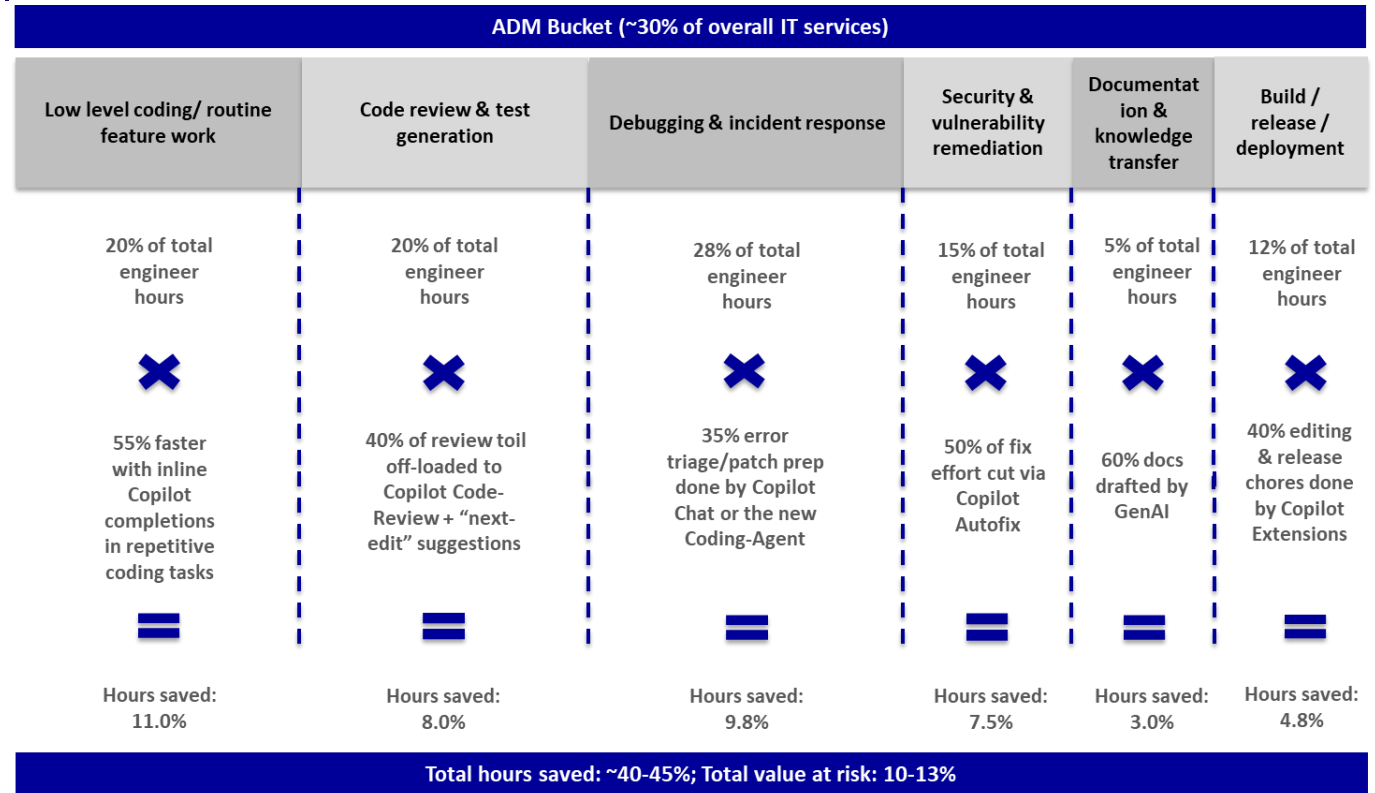 ADM Bucket (~30% of overall IT services)
Low level coding/ routine
feature work
Code review & test
generation
Debugging & incident response
Security &
vulnerability
remediation
Documentat
ion &
knowledge
transfer
Build /
release /
deployment
20% of total
engineer
hours
20% of total
engineer
hours
28% of total
engineer
hours
15% of total
engineer
hours
5% of total
engineer
hours
12% of total
engineer
hours
55% faster
with inline
Copilot
completions
in repetitive
coding tasks
40% of review toil
off-loaded to
Copilot Code-
Review + “next-
edit” suggestions
35% error
triage/patch prep
done by Copilot
Chat or the new
Coding-Agent
50% of fix
effort cut via
Copilot
Autofix
60% docs
drafted by
GenAI
40% editing
& release
chores done
by Copilot
Extensions
Hours saved:
11.0%
Hours saved:
8.0%
Hours saved:
9.8%
Hours saved:
7.5%
Hours saved:
3.0%
Hours saved:
4.8%
Total hours saved: ~40-45%; Total value at risk: 10-13%